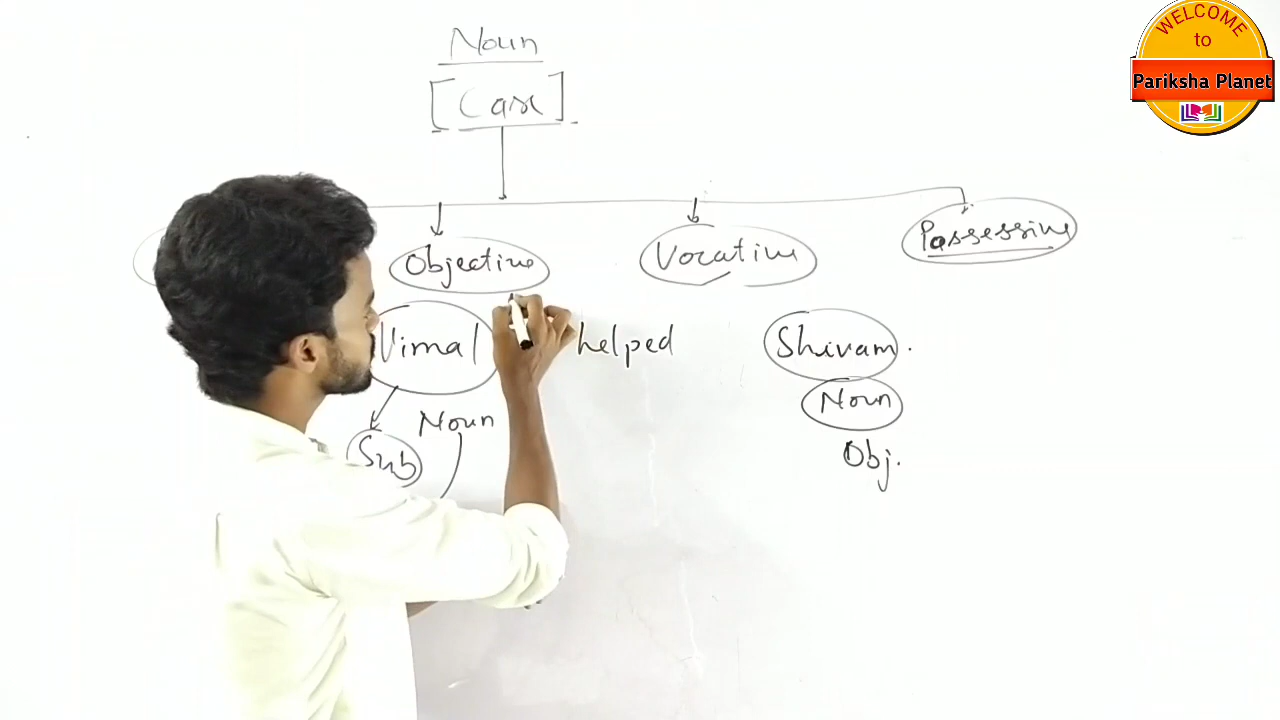 WELCOME
to
Pariksha Planet
Noun
[Case]
Objective
Vocative
Possessive
Vimal helped Shivam.
Noun
Noun
Sub
Obj.